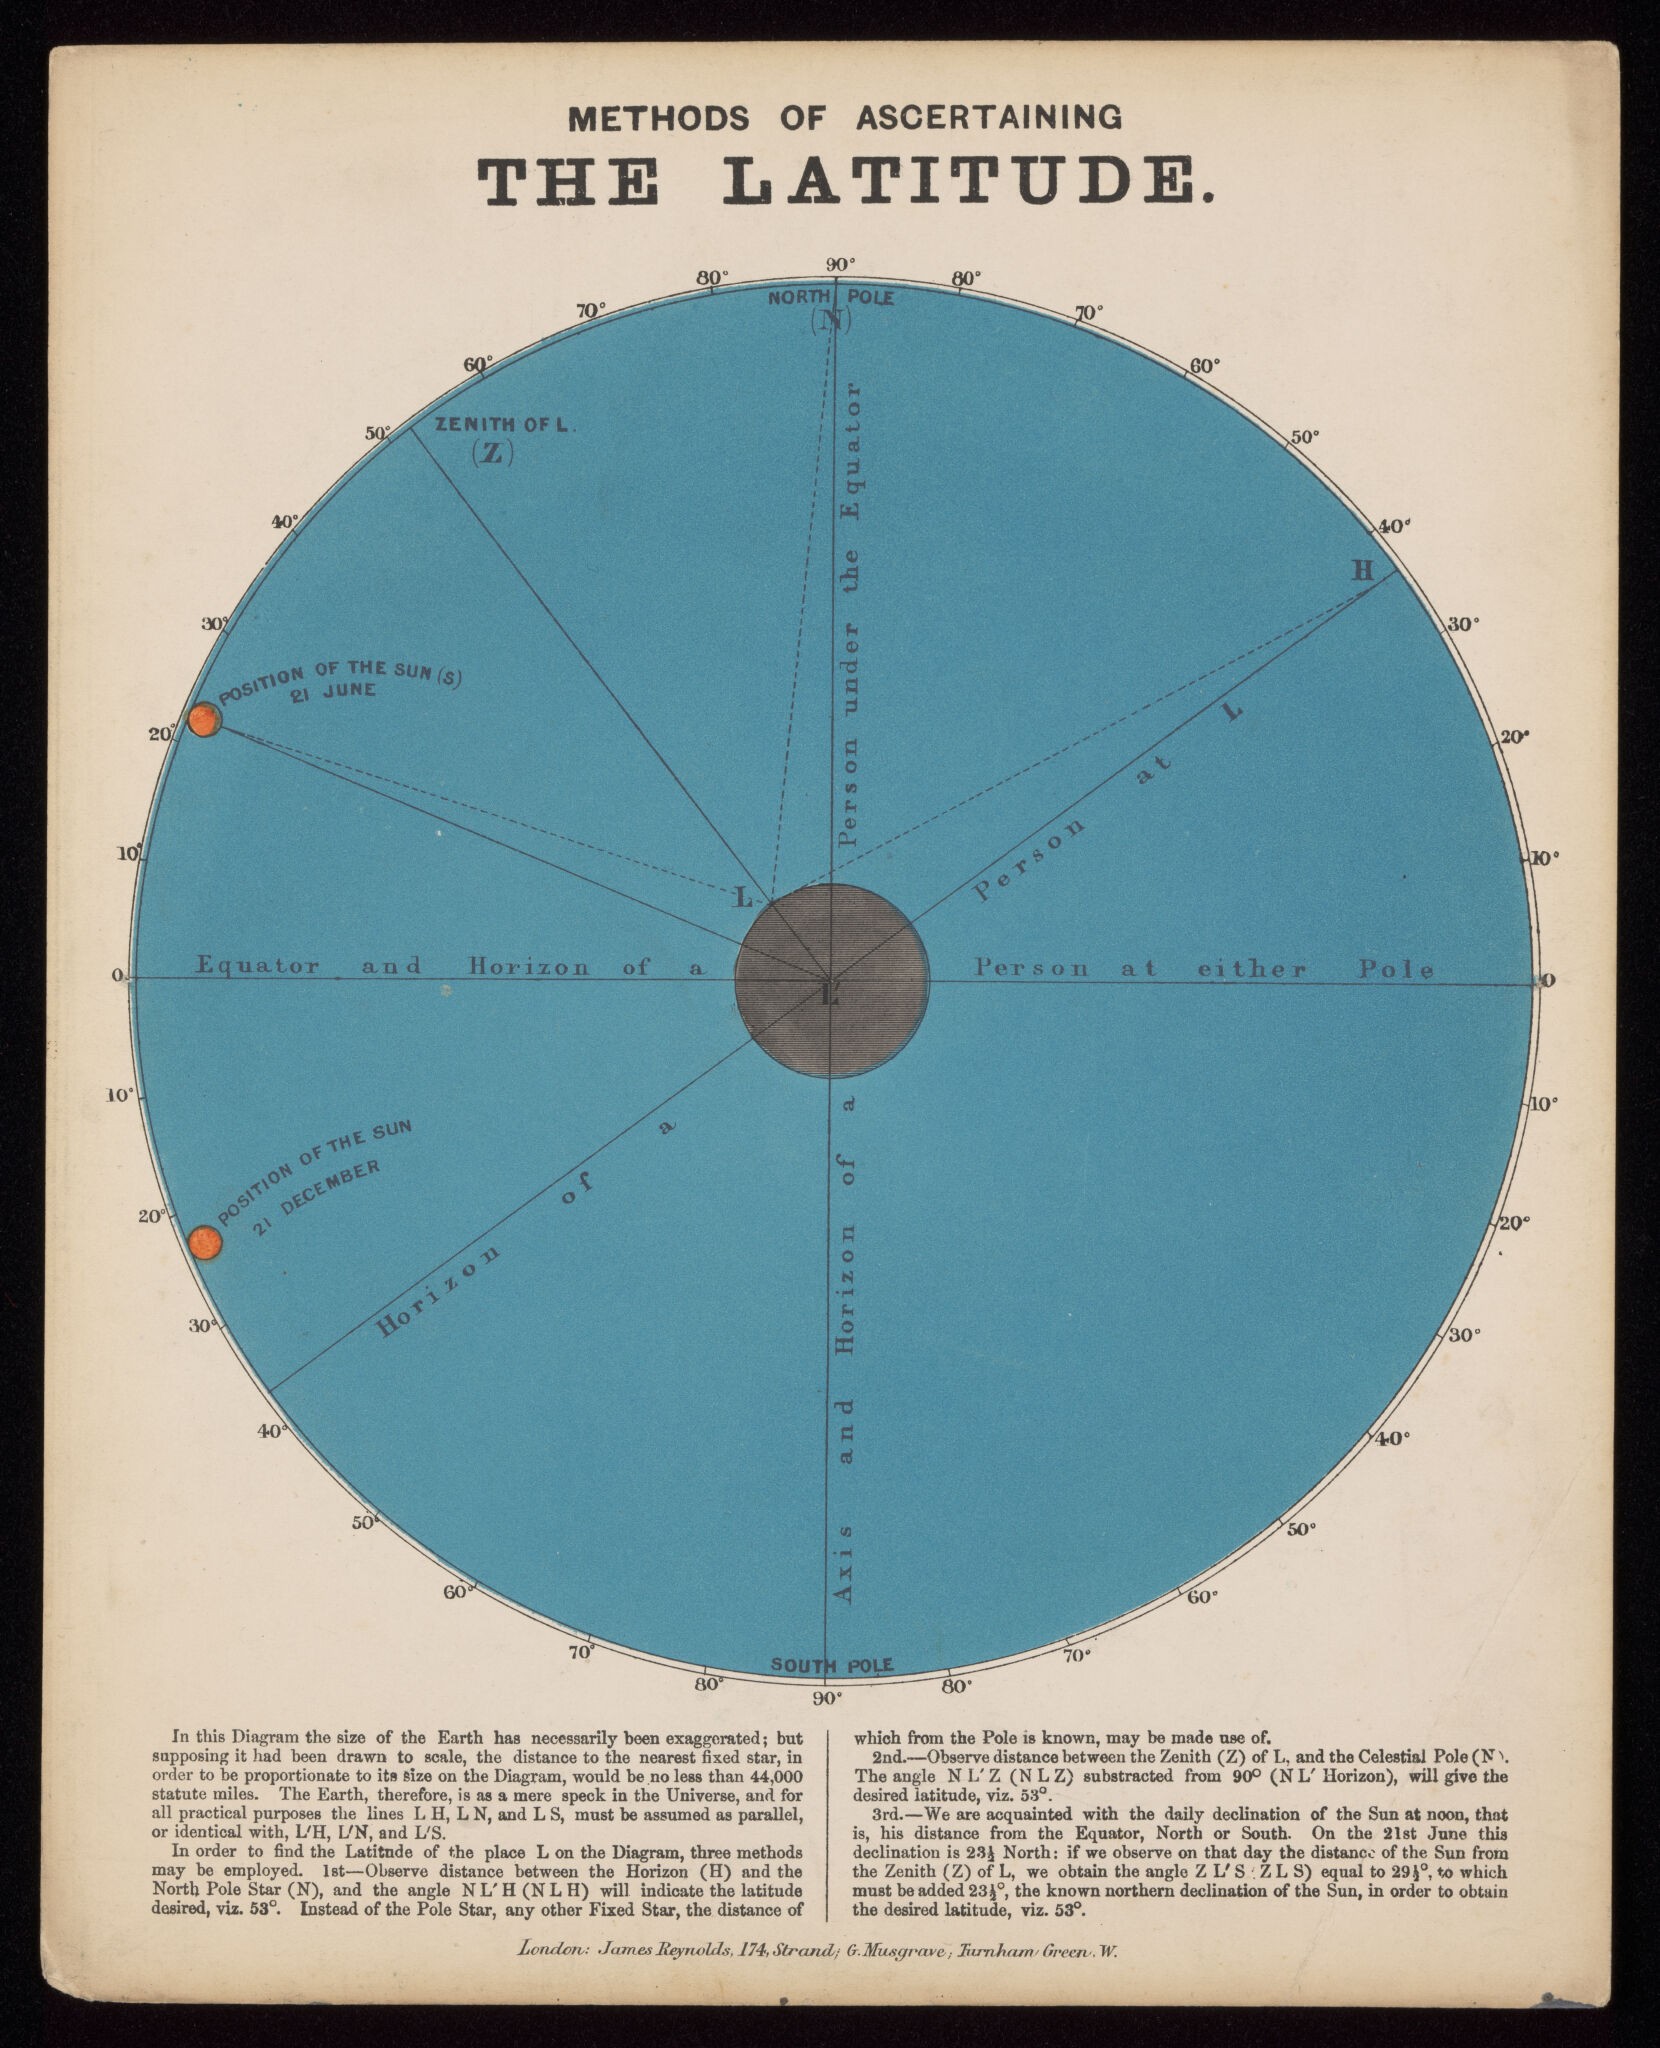 METHODS OF ASCERTAINING
THE LATITUDE.
90°
80°
80°
NORTH POLE
(N)
70°
70°
60°
60°
ZENITH OF L.
(Z)
50°
50°
40°
40°
H
30°
30°
POSITION OF THE SUN (S)
21 JUNE
20°
20°
10°
10°
L
Equator and Horizon of a Person at either Pole
0
0
L'
Axis and Horizon of a Person under the Equator
Horizon of a Person at L
10°
10°
POSITION OF THE SUN
21 DECEMBER
20°
20°
30°
30°
40°
40°
50°
50°
60°
60°
70°
70°
SOUTH POLE
80°
80°
90°
In this Diagram the size of the Earth has necessarily been exaggerated; but
supposing it had been drawn to scale, the distance to the nearest fixed star, in
order to be proportionate to its size on the Diagram, would be no less than 44,000
statute miles. The Earth, therefore, is as a mere speck in the Universe, and for
all practical purposes the lines L H, L N, and L S, must be assumed as parallel,
or identical with, L'H, L'N, and L'S.
In order to find the Latitude of the place L on the Diagram, three methods
may be employed. 1st—Observe distance between the Horizon (H) and the
North Pole Star (N), and the angle N L' H (N L H) will indicate the latitude
desired, viz. 53°. Instead of the Pole Star, any other Fixed Star, the distance of
which from the Pole is known, may be made use of.
2nd.—Observe distance between the Zenith (Z) of L, and the Celestial Pole (N).
The angle N L' Z (N L Z) substracted from 90° (N L' Horizon), will give the
desired latitude, viz. 53°.
3rd.—We are acquainted with the daily declination of the Sun at noon, that
is, his distance from the Equator, North or South. On the 21st June this
declination is 23½ North: if we observe on that day the distance of the Sun from
the Zenith (Z) of L, we obtain the angle Z L' S (Z L S) equal to 29½°, to which
must be added 23½°, the known northern declination of the Sun, in order to obtain
the desired latitude, viz. 53°.
London: James Reynolds, 174, Strand; G. Musgrave, Turnham Green, W.